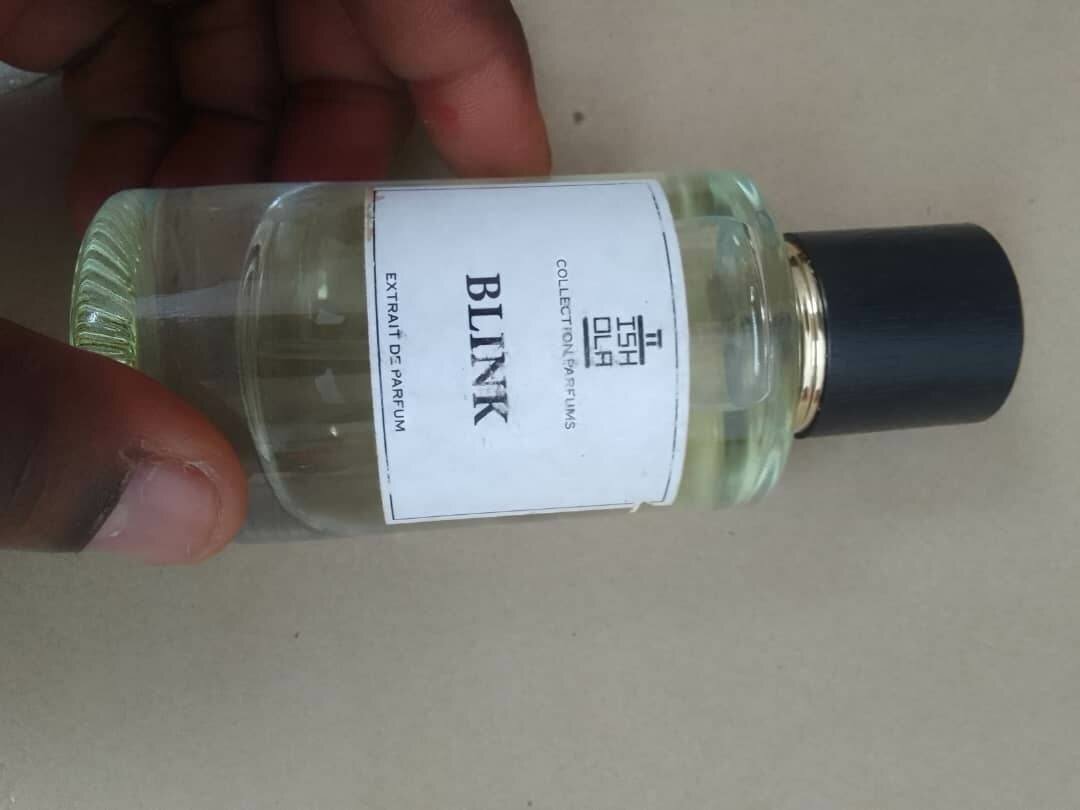 ISH
OLA
COLLECTION PARFUMS
BLINK
EXTRAIT DE PARFUM